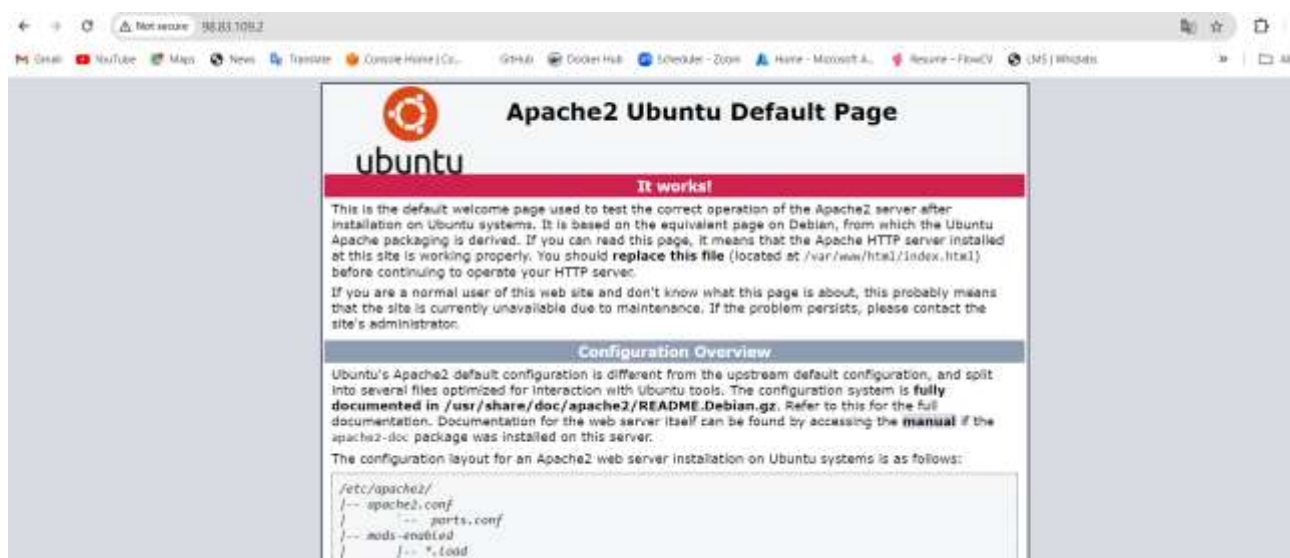 Not secure 98.83.109.2
Gmail YouTube Maps News Translate Console Home | Co... GitHub Docker Hub Scheduler - Zoom Home - Microsoft A... Resume - FlowCV LMS |
Apache2 Ubuntu Default Page
ubuntu
It works!
This is the default welcome page used to test the correct operation of the Apache2 server after
installation on Ubuntu systems. It is based on the equivalent page on Debian, from which the Ubuntu
Apache packaging is derived. If you can read this page, it means that the Apache HTTP server installed
at this site is working properly. You should replace this file (located at /var/www/html/index.html)
before continuing to operate your HTTP server.
If you are a normal user of this web site and don't know what this page is about, this probably means
that the site is currently unavailable due to maintenance. If the problem persists, please contact the
site's administrator.
Configuration Overview
Ubuntu's Apache2 default configuration is different from the upstream default configuration, and split
into several files optimized for interaction with Ubuntu tools. The configuration system is fully
documented in /usr/share/doc/apache2/README.Debian.gz. Refer to this for the full
documentation. Documentation for the web server itself can be found by accessing the manual if the
apache2-doc package was installed on this server.
The configuration layout for an Apache2 web server installation on Ubuntu systems is as follows:
/etc/apache2/
|-- apache2.conf
|       `--  ports.conf
|-- mods-enabled
|       |-- *.load